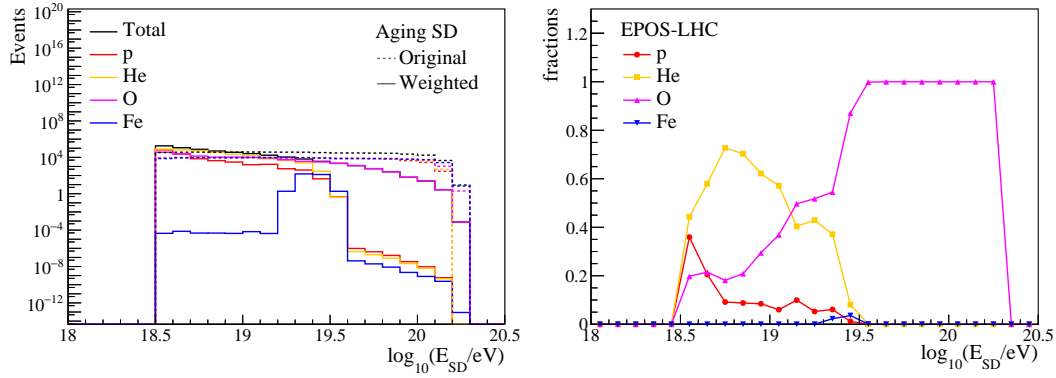 Events
10^20
10^16
10^12
10^8
10^4
1
10^−4
10^−8
10^−12
Total
p
He
O
Fe
Aging SD
Original
Weighted
18 18.5 19 19.5 20 20.5
log10(E_SD/eV)
fractions
1.2
1
0.8
0.6
0.4
0.2
0
EPOS-LHC
p
He
O
Fe
18 18.5 19 19.5 20 20.5
log10(E_SD/eV)